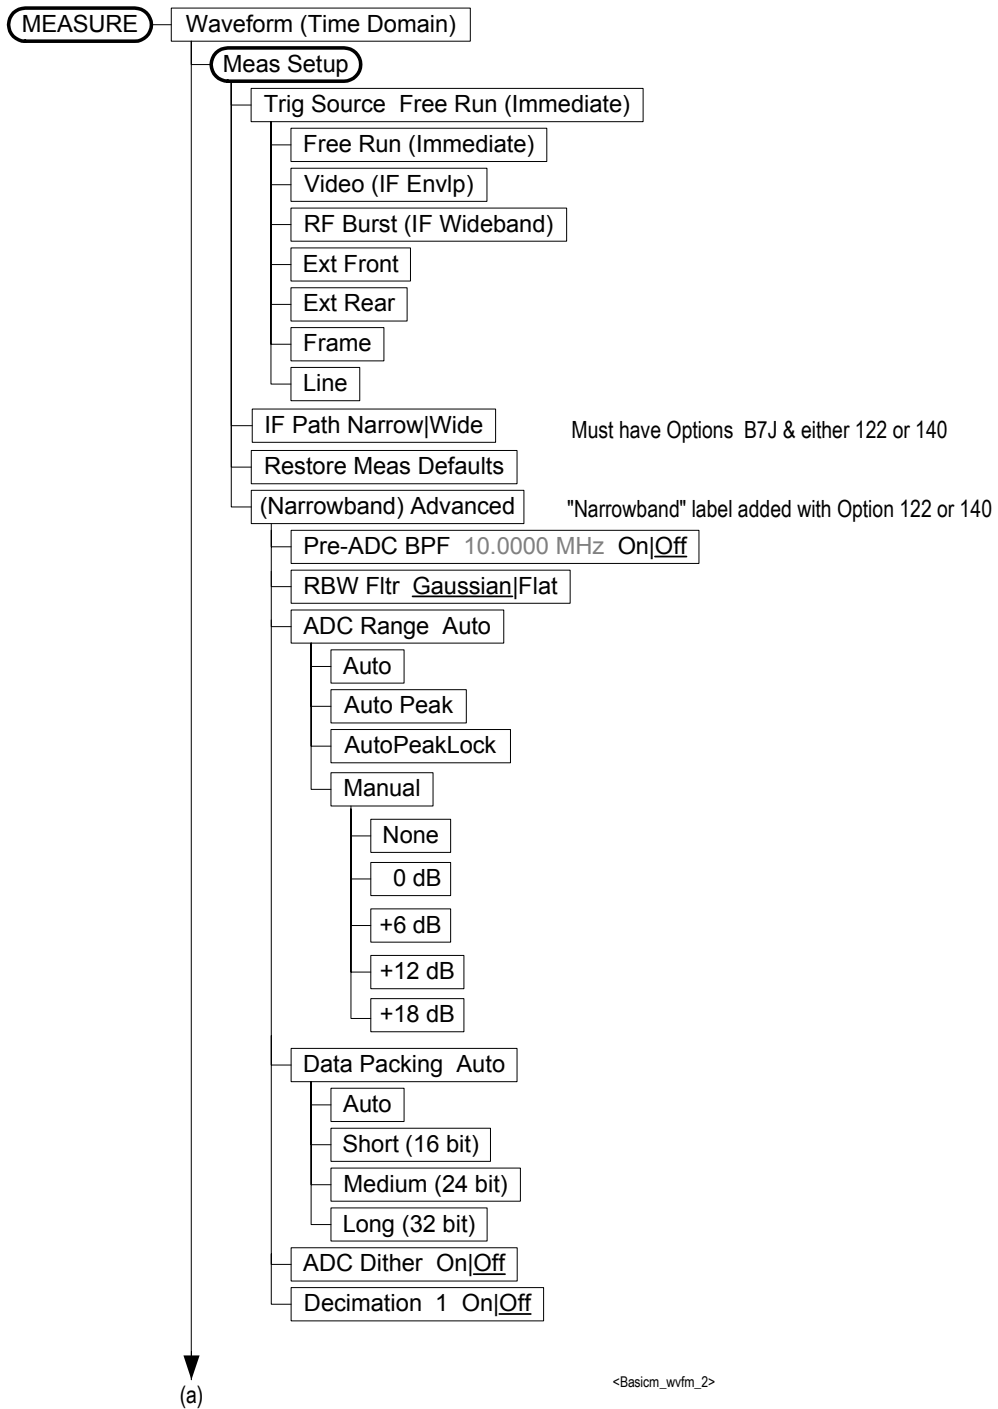 MEASURE Waveform (Time Domain)
Meas Setup
Trig Source Free Run (Immediate)
Free Run (Immediate)
Video (IF Envlp)
RF Burst (IF Wideband)
Ext Front
Ext Rear
Frame
Line
IF Path Narrow|Wide Must have Options B7J & either 122 or 140
Restore Meas Defaults
(Narrowband) Advanced "Narrowband" label added with Option 122 or 140
Pre-ADC BPF 10.0000 MHz On|Off
RBW Fltr Gaussian|Flat
ADC Range Auto
Auto
Auto Peak
AutoPeakLock
Manual
None
0 dB
+6 dB
+12 dB
+18 dB
Data Packing Auto
Auto
Short (16 bit)
Medium (24 bit)
Long (32 bit)
ADC Dither On|Off
Decimation 1 On|Off
(a) <Basicm_wvfm_2>